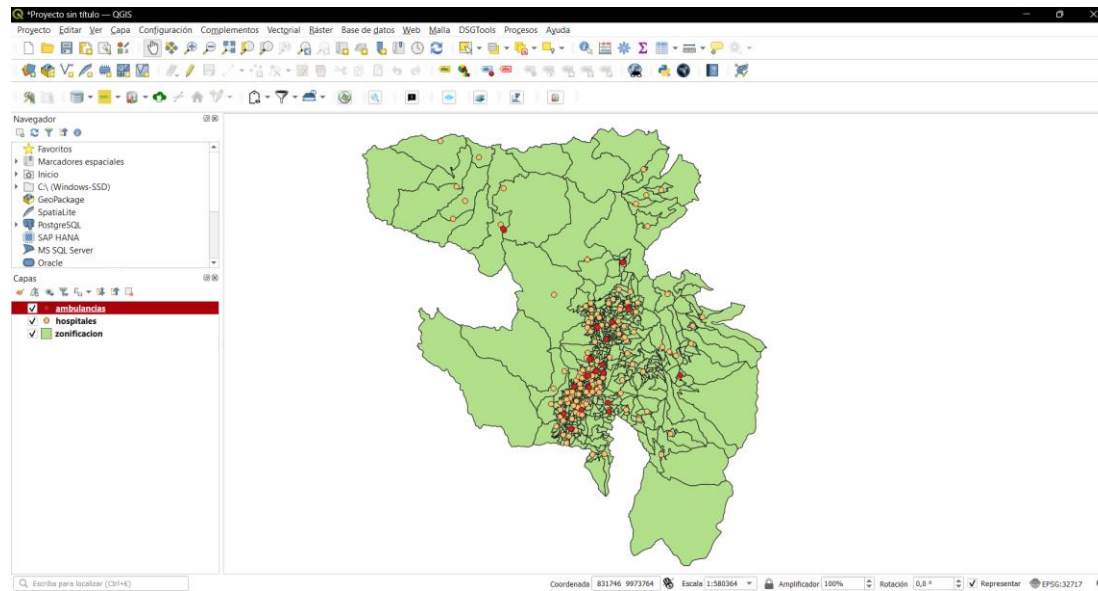 *Proyecto sin título — QGIS
Proyecto Editar Ver Capa Configuración Complementos Vectorial Ráster Base de datos Web Malla DSGTools Procesos Ayuda
Navegador
Favoritos
Marcadores espaciales
Inicio
C:\ (Windows-SSD)
GeoPackage
SpatiaLite
PostgreSQL
SAP HANA
MS SQL Server
Oracle
Capas
ambulancias
hospitales
zonificacion
Escriba para localizar (Ctrl+K)
Coordenada 831746 9973764 Escala 1:580364 Amplificador 100% Rotación 0,0 ° Representar EPSG:32717